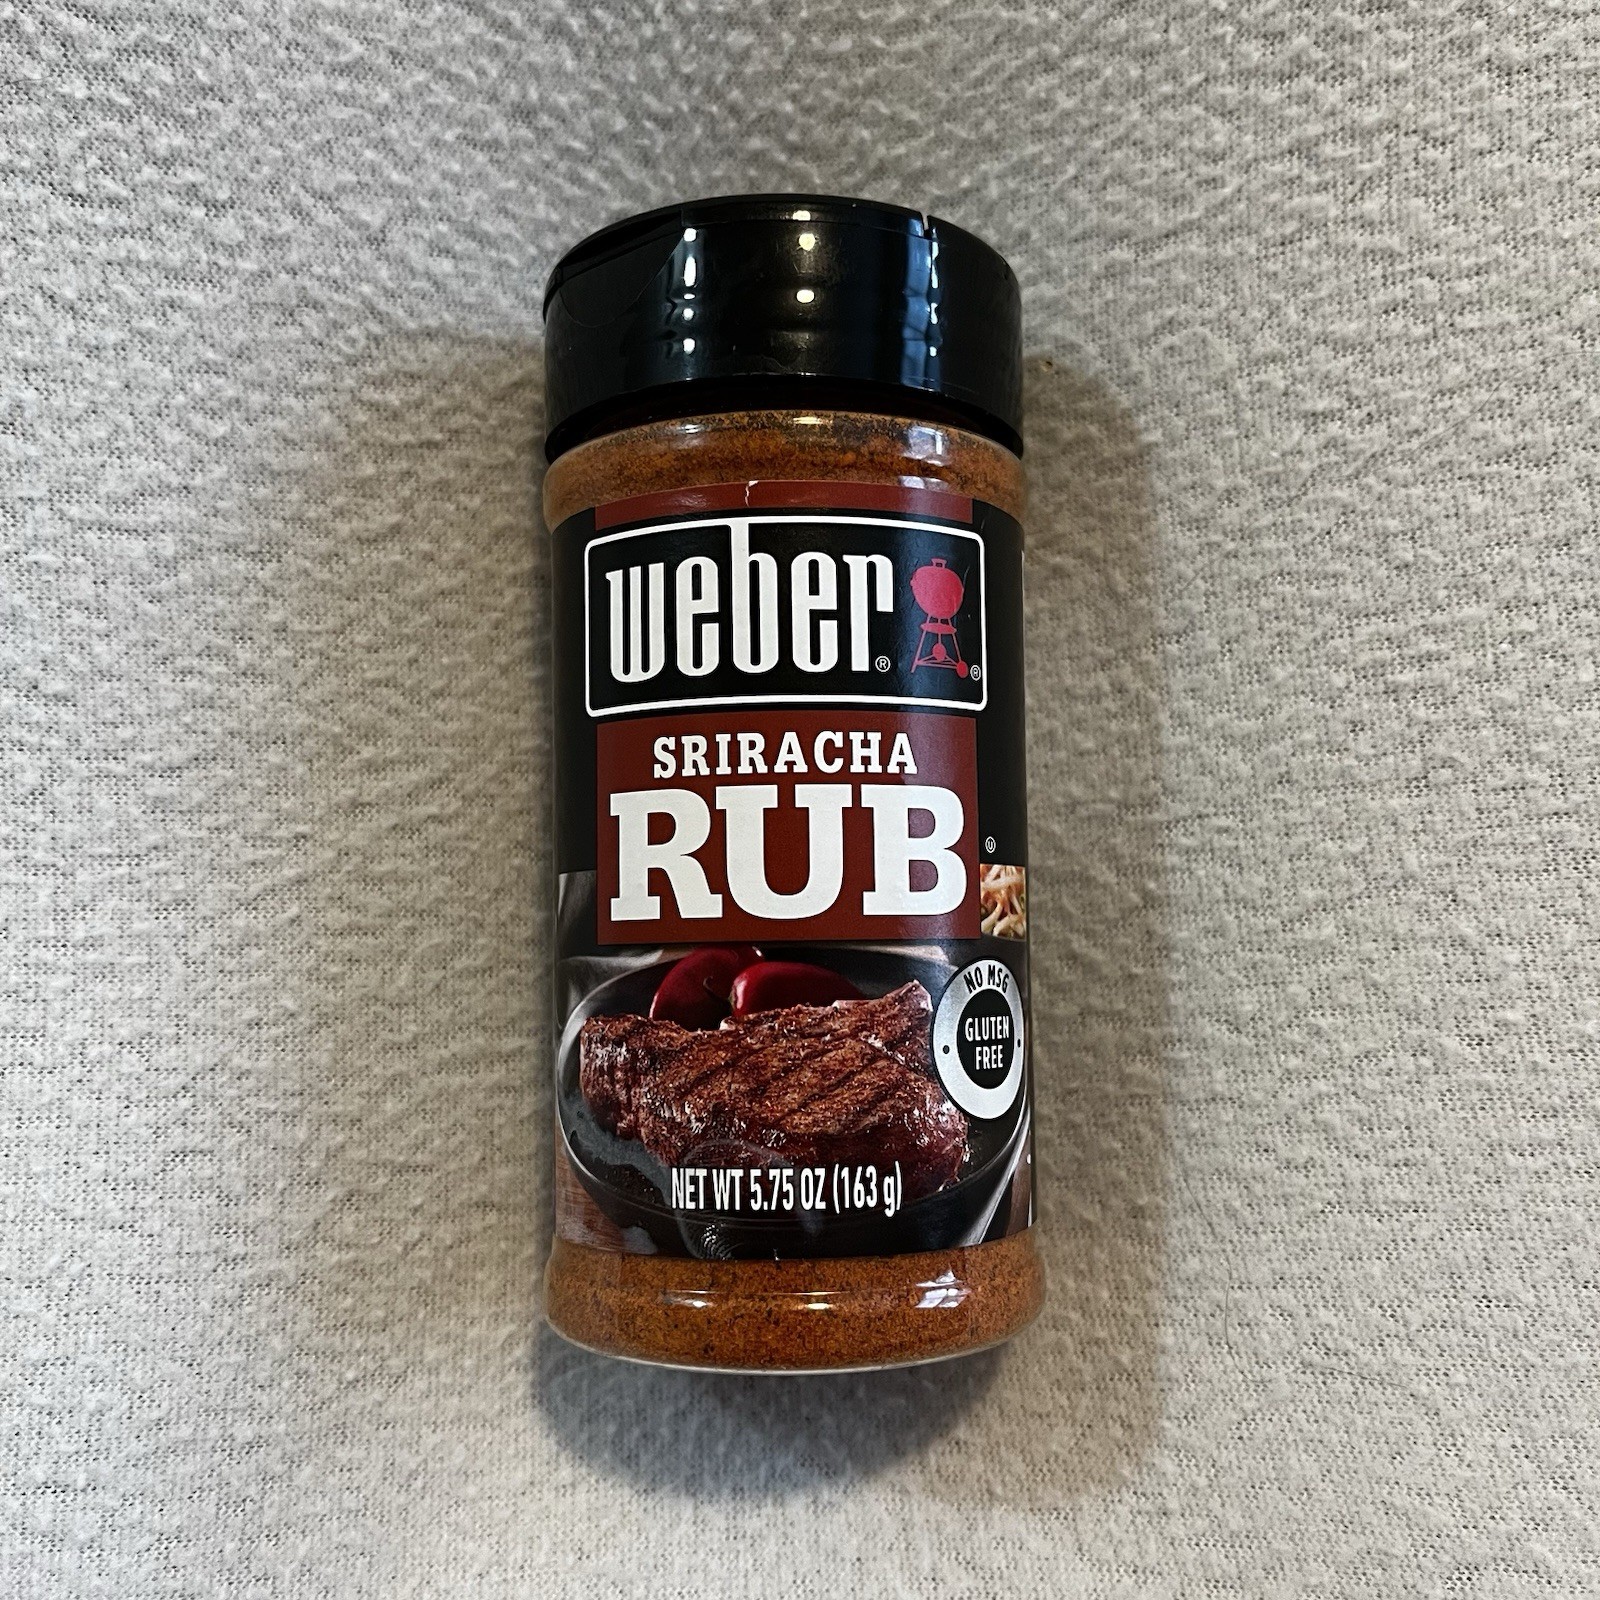 weber®
®
SRIRACHA
RUB
Ⓤ
NO MSG
GLUTEN
FREE
NET WT 5.75 OZ (163 g)